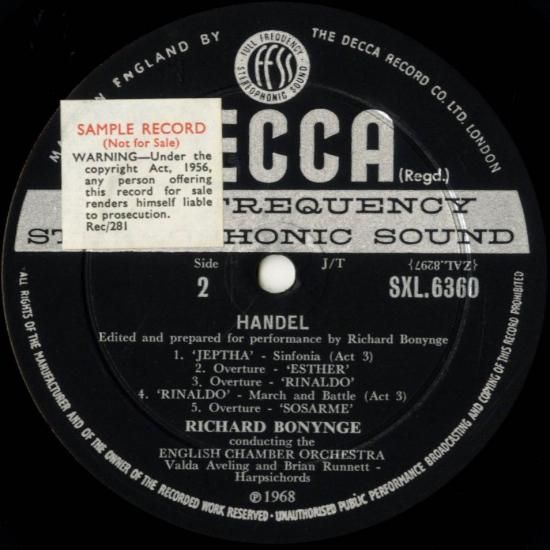 MA   IN ENGLAND BY THE DECCA RECORD CO. LTD. LONDON
FULL FREQUENCY
FFSS
STEREOPHONIC SOUND
ECCA (Regd.)
SAMPLE RECORD
(Not for Sale)
WARNING—Under the
copyright Act, 1956,
any person offering
this record for sale
renders himself liable
to prosecution.
Rec/281
FREQUENCY
ST PHONIC SOUND
Side
2
J/T
{ZAL.8297}
SXL.6360
HANDEL
Edited and prepared for performance by Richard Bonynge
1. 'JEPTHA' - Sinfonia (Act 3)
2. Overture - 'ESTHER'
3. Overture - 'RINALDO'
4. 'RINALDO' - March and Battle (Act 3)
5. Overture - 'SOSARME'
RICHARD BONYNGE
conducting the
ENGLISH CHAMBER ORCHESTRA
Valda Aveling and Brian Runnett -
Harpsichords
℗1968
ALL RIGHTS OF THE MANUFACTURER AND OF THE OWNER OF THE RECORDED WORK RESERVED · UNAUTHORISED PUBLIC PERFORMANCE BROADCASTING AND COPYING OF THIS RECORD PROHIBITED